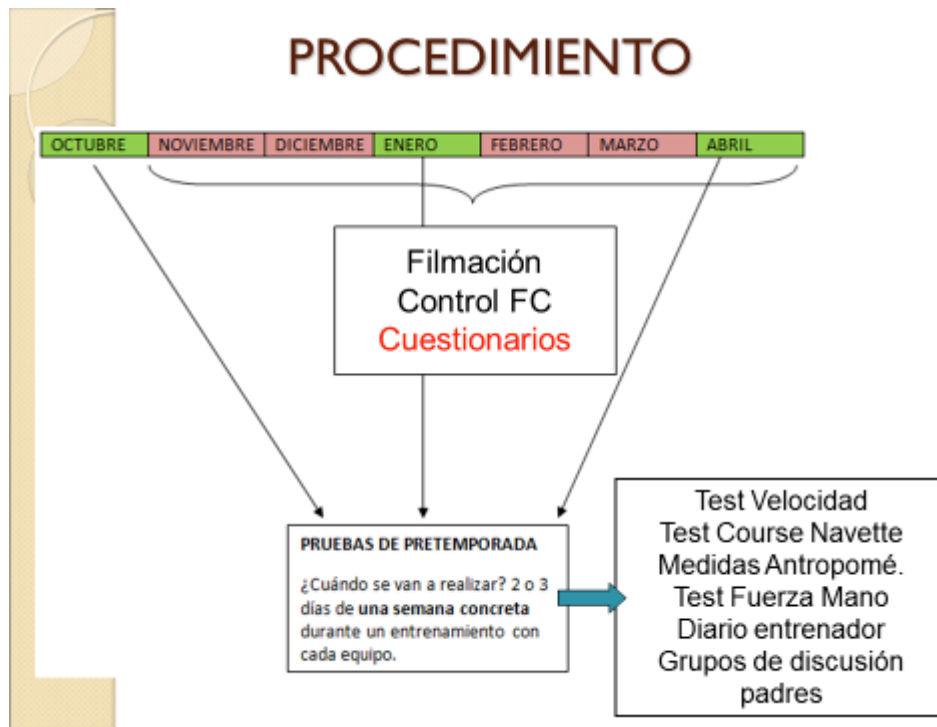 PROCEDIMIENTO
OCTUBRE NOVIEMBRE DICIEMBRE ENERO FEBRERO MARZO ABRIL
Filmación
Control FC
Cuestionarios
PRUEBAS DE PRETEMPORADA
¿Cuándo se van a realizar? 2 o 3
días de una semana concreta
durante un entrenamiento con
cada equipo.
Test Velocidad
Test Course Navette
Medidas Antropomé.
Test Fuerza Mano
Diario entrenador
Grupos de discusión
padres